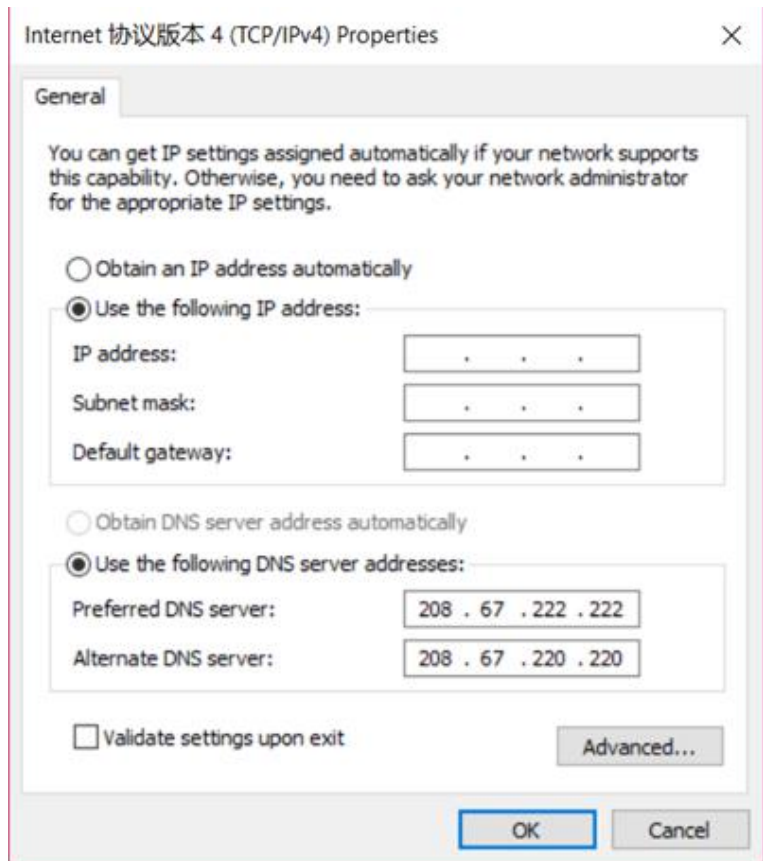 Internet 协议版本 4 (TCP/IPv4) Properties
General
You can get IP settings assigned automatically if your network supports
this capability. Otherwise, you need to ask your network administrator
for the appropriate IP settings.
Obtain an IP address automatically
Use the following IP address:
IP address: . . .
Subnet mask: . . .
Default gateway: . . .
Obtain DNS server address automatically
Use the following DNS server addresses:
Preferred DNS server: 208 . 67 . 222 . 222
Alternate DNS server: 208 . 67 . 220 . 220
Validate settings upon exit
Advanced...
OK Cancel